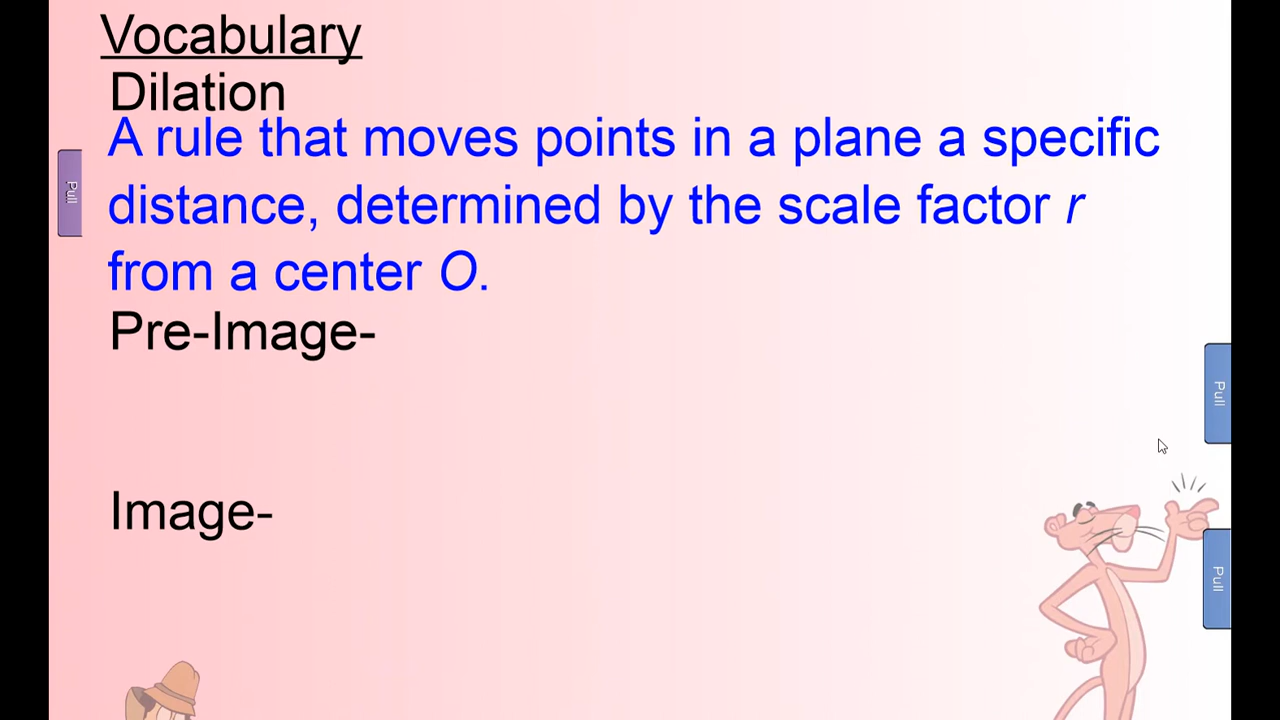 Vocabulary
Dilation
A rule that moves points in a plane a specific
distance, determined by the scale factor r
from a center O.
Pull
Pre-Image-
Pull
Image-
Pull